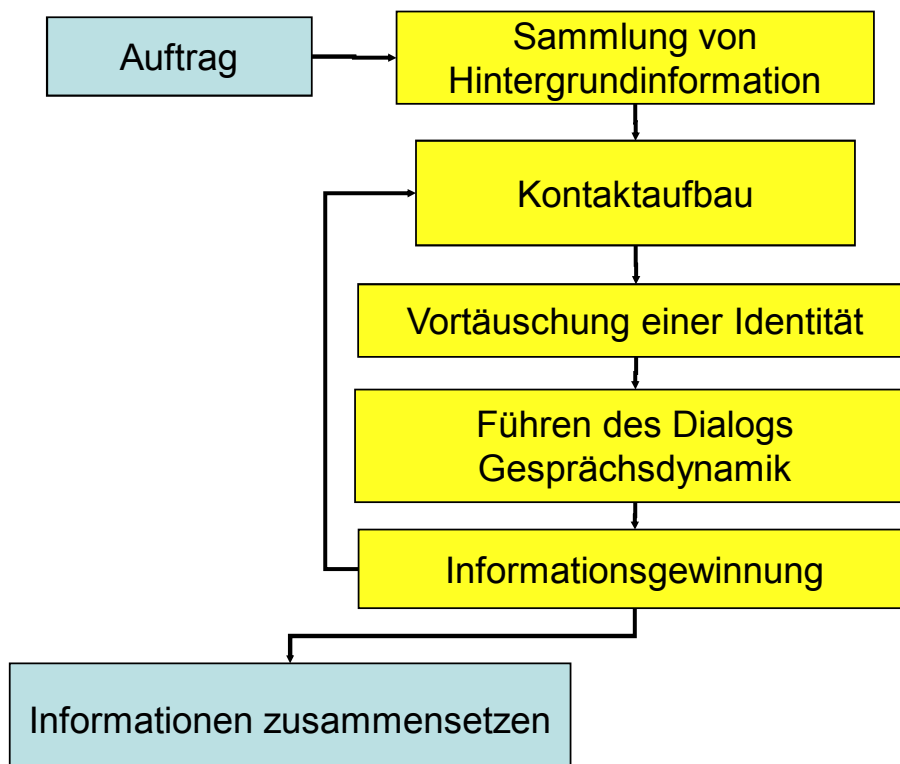 Auftrag
Sammlung von
Hintergrundinformation
Kontaktaufbau
Vortäuschung einer Identität
Führen des Dialogs
Gesprächsdynamik
Informationsgewinnung
Informationen zusammensetzen